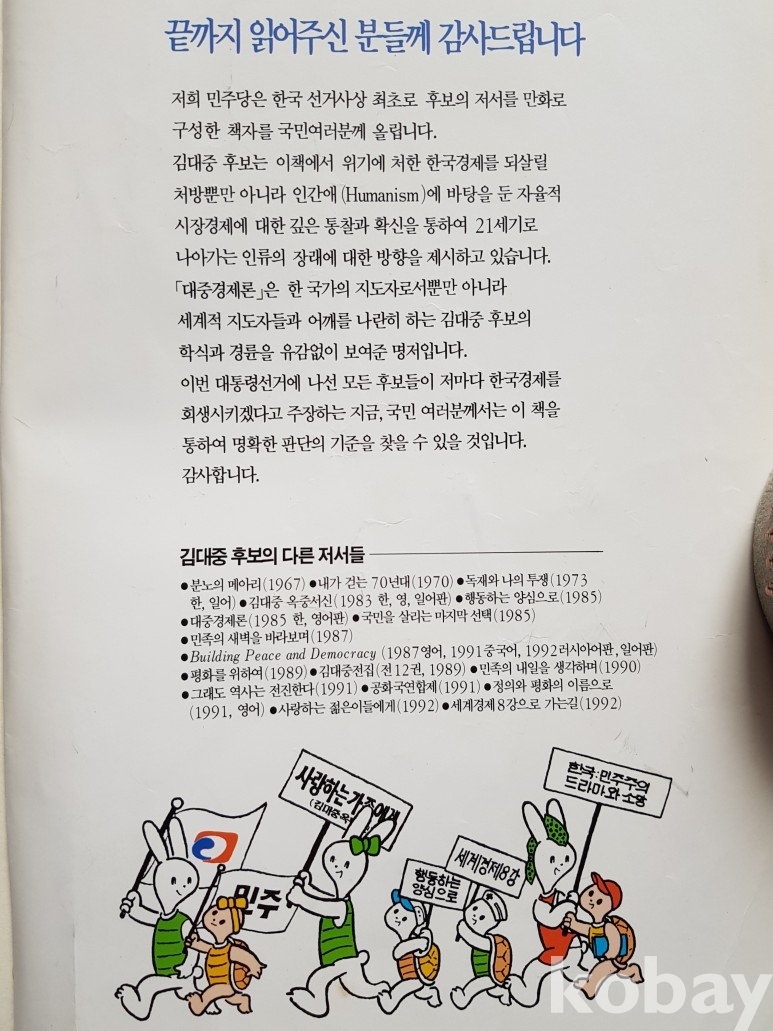 끝까지 읽어주신 분들께 감사드립니다
저희 민주당은 한국 선거사상 최초로 후보의 저서를 만화로
구성한 책자를 국민여러분께 올립니다.
김대중 후보는 이책에서 위기에 처한 한국경제를 되살릴
처방뿐만 아니라 인간애(Humanism)에 바탕을 둔 자율적
시장경제에 대한 깊은 통찰과 확신을 통하여 21세기로
나아가는 인류의 장래에 대한 방향을 제시하고 있습니다.
「대중경제론」은 한 국가의 지도자로서뿐만 아니라
세계적 지도자들과 어깨를 나란히 하는 김대중 후보의
학식과 경륜을 유감없이 보여준 명저입니다.
이번 대통령선거에 나선 모든 후보들이 저마다 한국경제를
회생시키겠다고 주장하는 지금, 국민 여러분께서는 이 책을
통하여 명확한 판단의 기준을 찾을 수 있을 것입니다.
감사합니다.
김대중 후보의 다른 저서들
●분노의 메아리(1967) ●내가 걷는 70년대(1970) ●독재와 나의 투쟁(1973
한, 일어) ●김대중 옥중서신(1983 한, 영, 일어판) ●행동하는 양심으로(1985)
●대중경제론(1985 한, 영어판) ●국민을 살리는 마지막 선택(1985)
●민족의 새벽을 바라보며(1987)
●Building Peace and Democracy (1987영어, 1991중국어, 1992러시아어판, 일어판)
●평화를 위하여(1989) ●김대중전집(전12권, 1989) ●민족의 내일을 생각하며(1990)
●그래도 역사는 전진한다(1991) ●공화국연합제(1991) ●정의와 평화의 이름으로
(1991, 영어) ●사랑하는 젊은이들에게(1992) ●세계경제8강으로 가는길(1992)
사랑하는 가족에게
(김대중옥
한국:민주주의
드라마와 소망
세계경제8강
행동하는
양심으로
민주
kobay